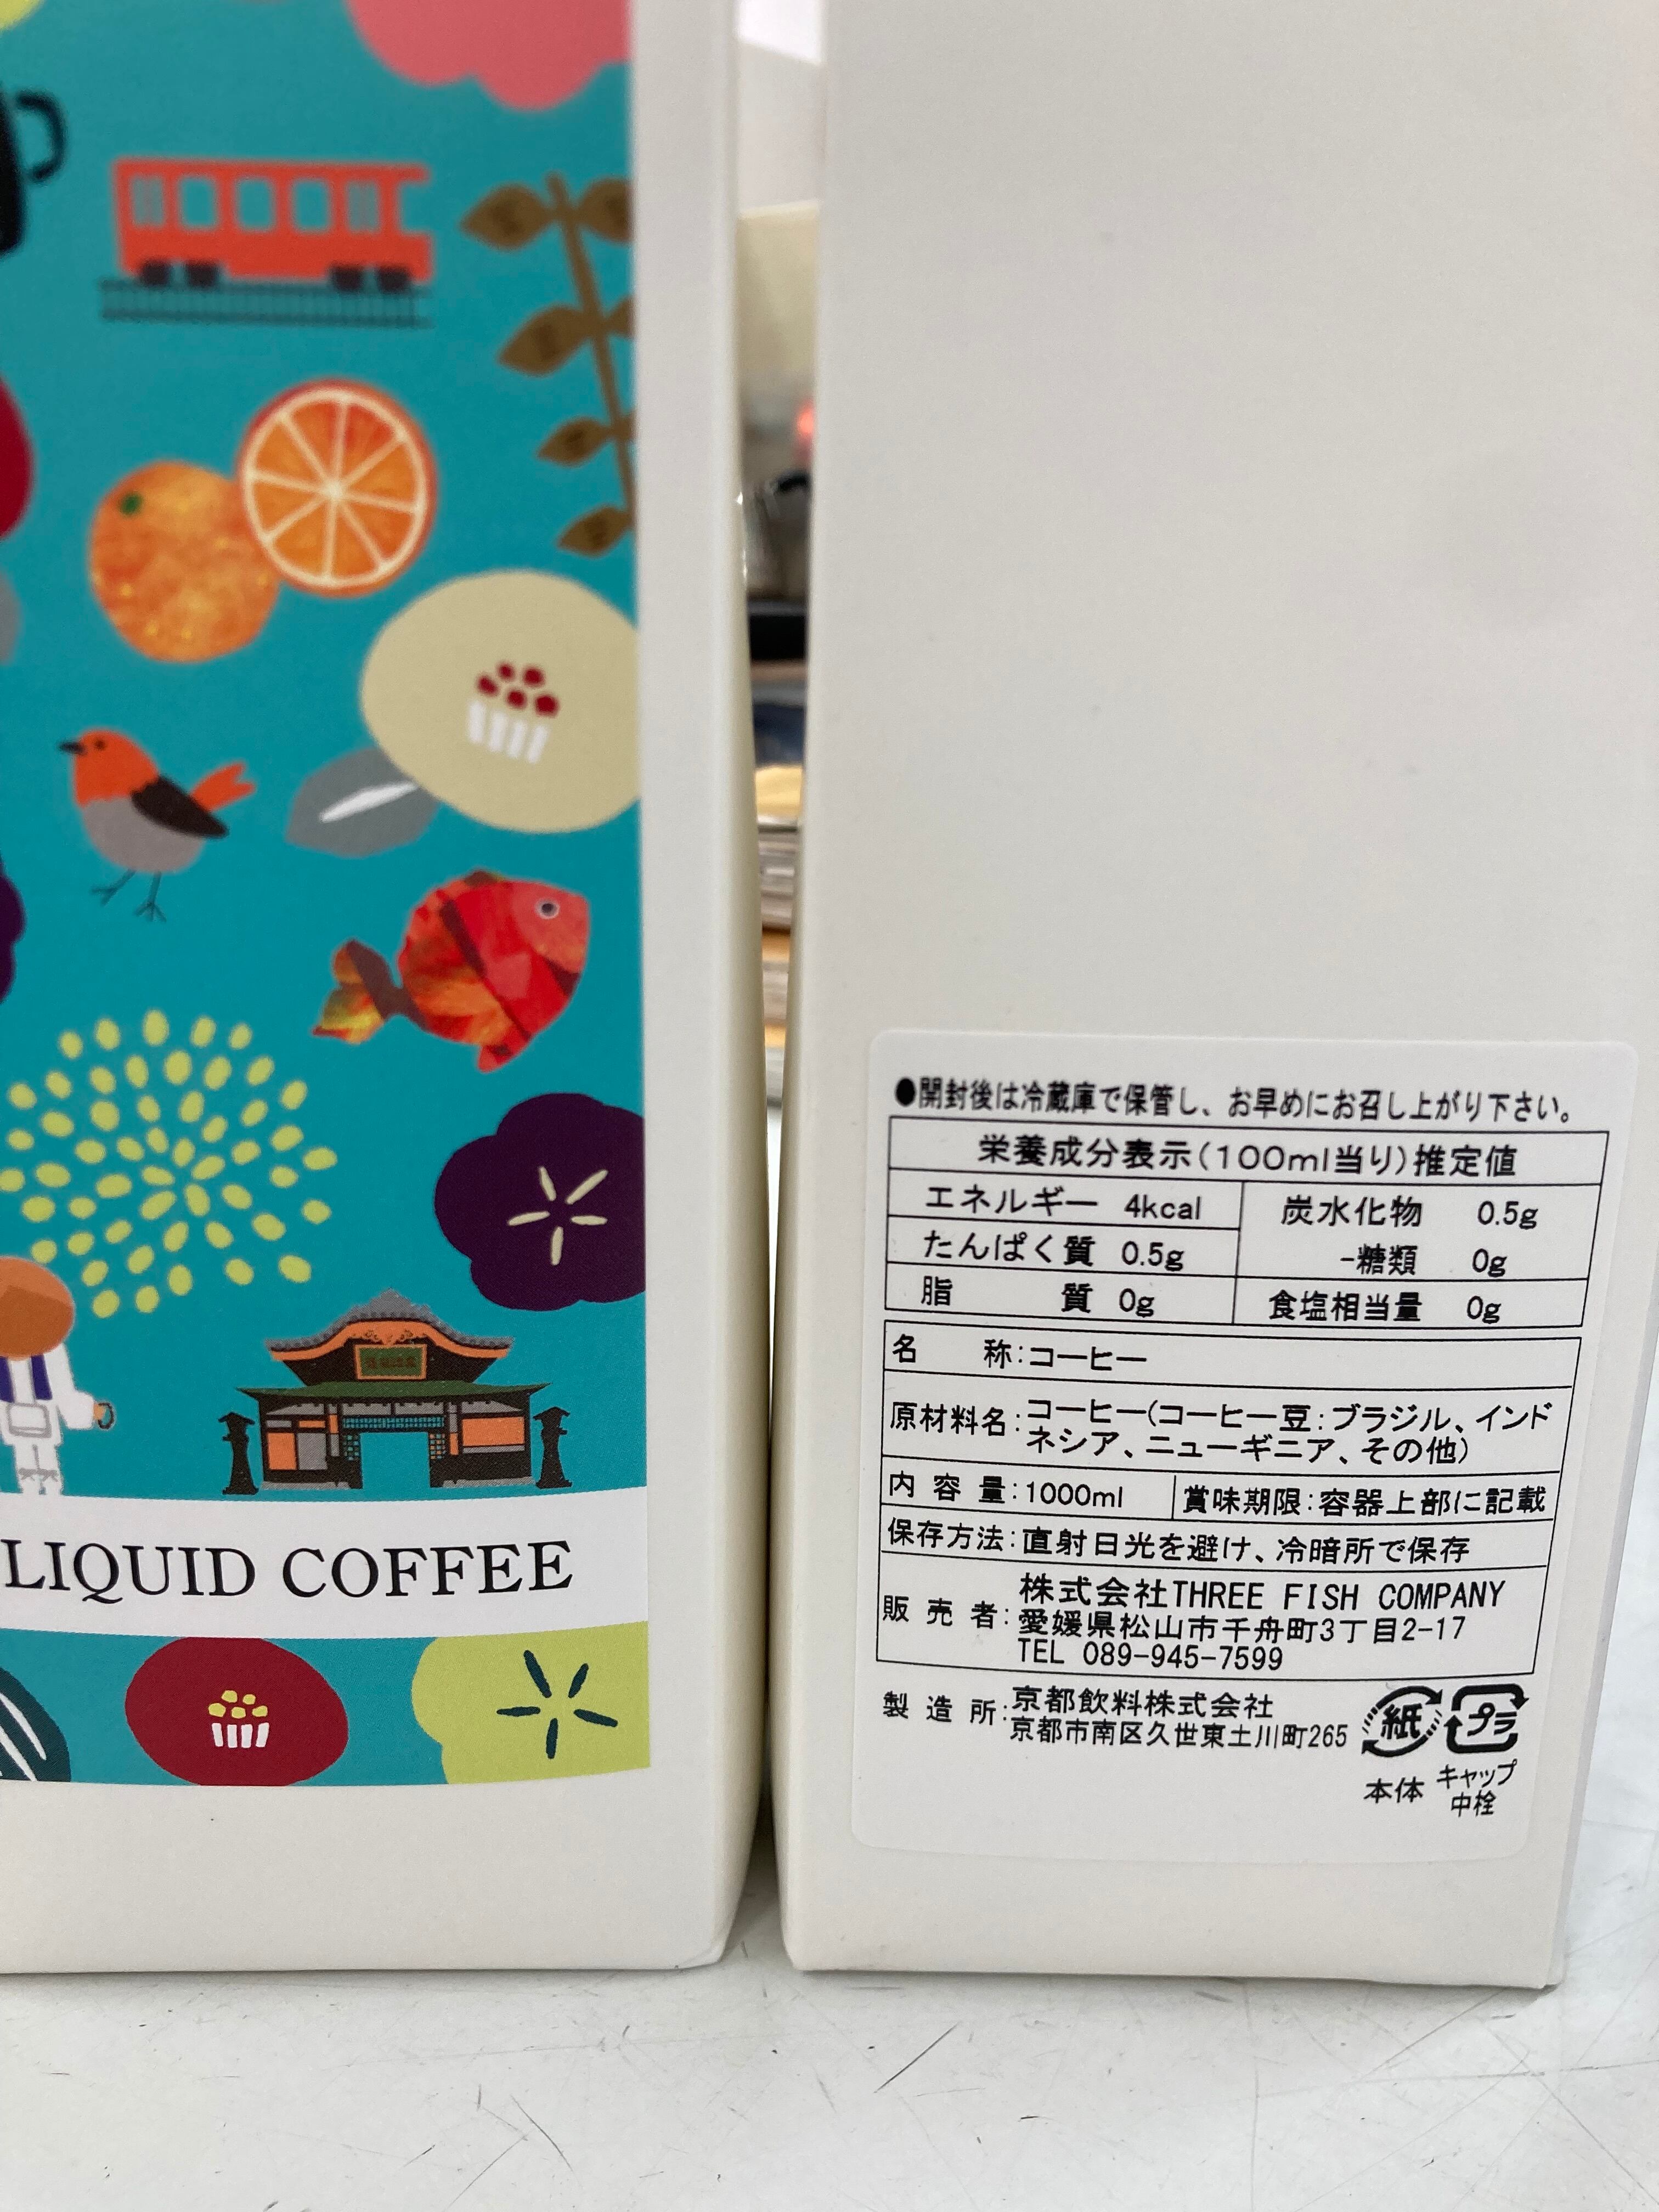 LIQUID COFFEE
●開封後は冷蔵庫で保管し、お早めにお召し上がり下さい。
栄養成分表示(100ml当り)推定値
エネルギー 4kcal
炭水化物 0.5g
たんぱく質 0.5g
-糖類 0g
脂質 0g
食塩相当量 0g
名称:コーヒー
原材料名:コーヒー(コーヒー豆:ブラジル、インド
ネシア、ニューギニア、その他)
内容量:1000ml
賞味期限:容器上部に記載
保存方法:直射日光を避け、冷暗所で保存
販売者:株式会社THREE FISH COMPANY
愛媛県松山市千舟町3丁目2-17
TEL 089-945-7599
製造所:京都飲料株式会社
京都市南区久世東土川町265
紙
プラ
本体
キャップ
中栓